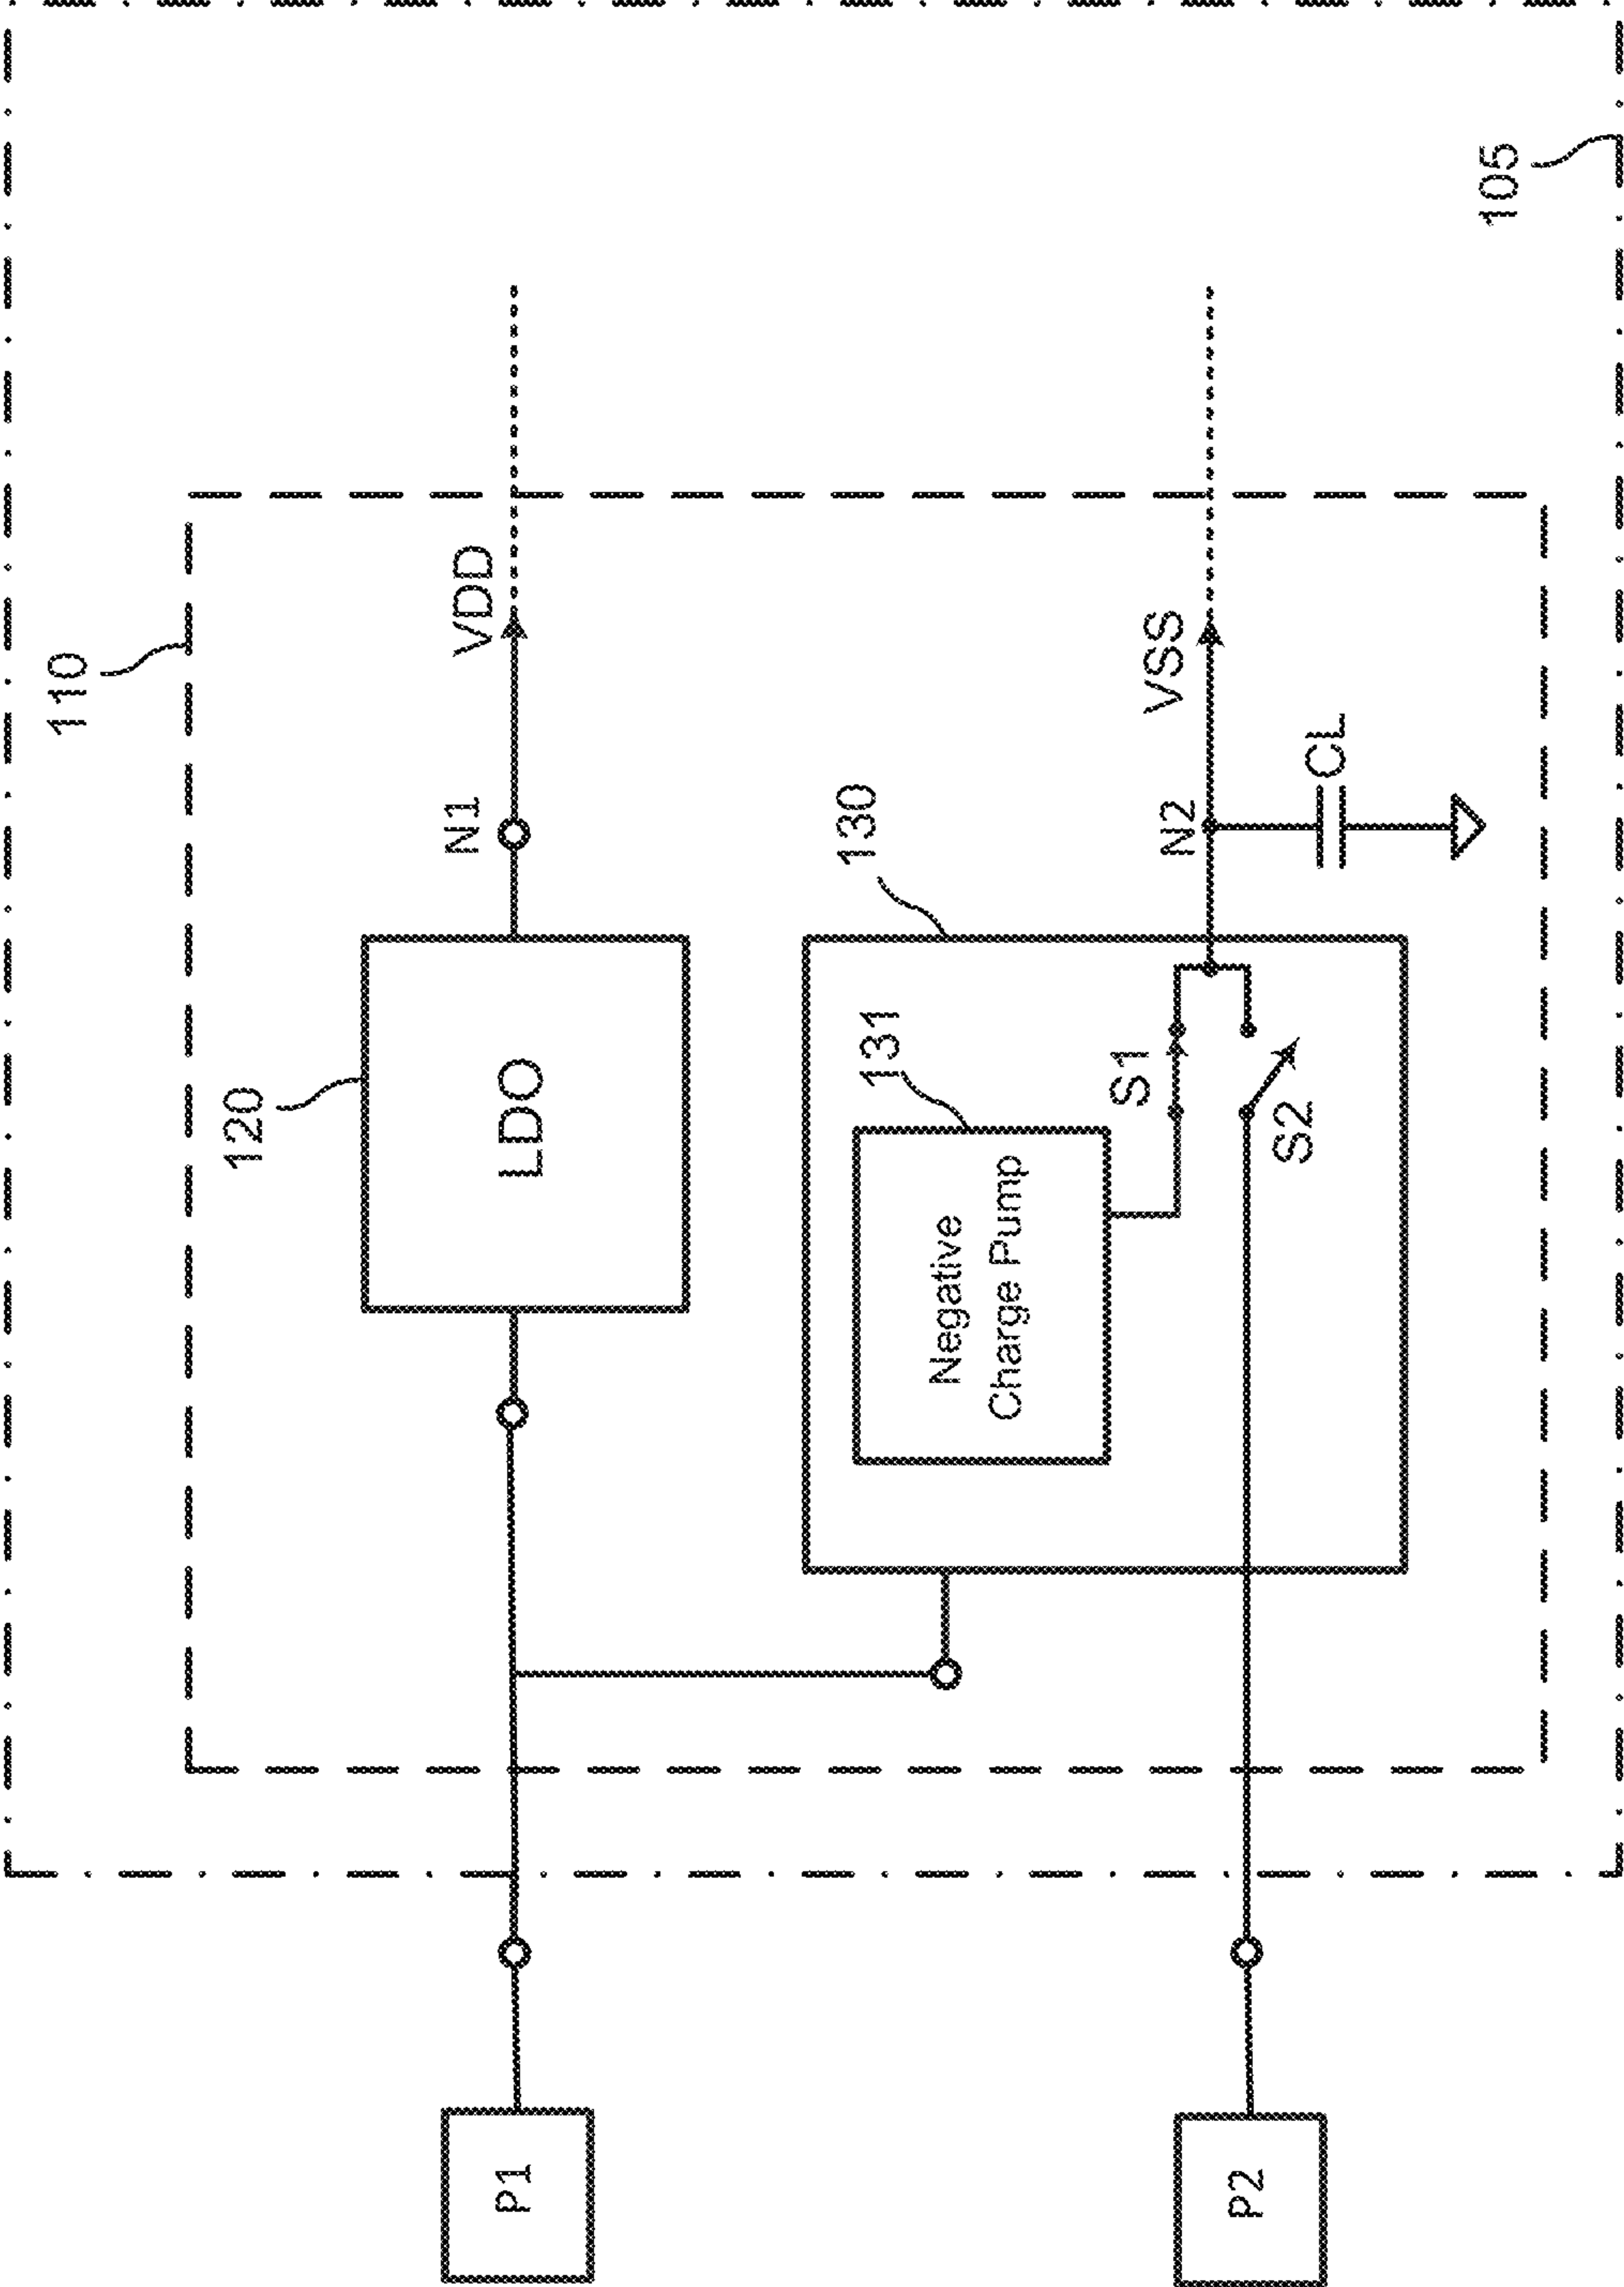 110
120
LDO
N1
VDD
130
131
Negative
Charge Pump
S1
S2
N2
VSS
CL
P1
P2
105